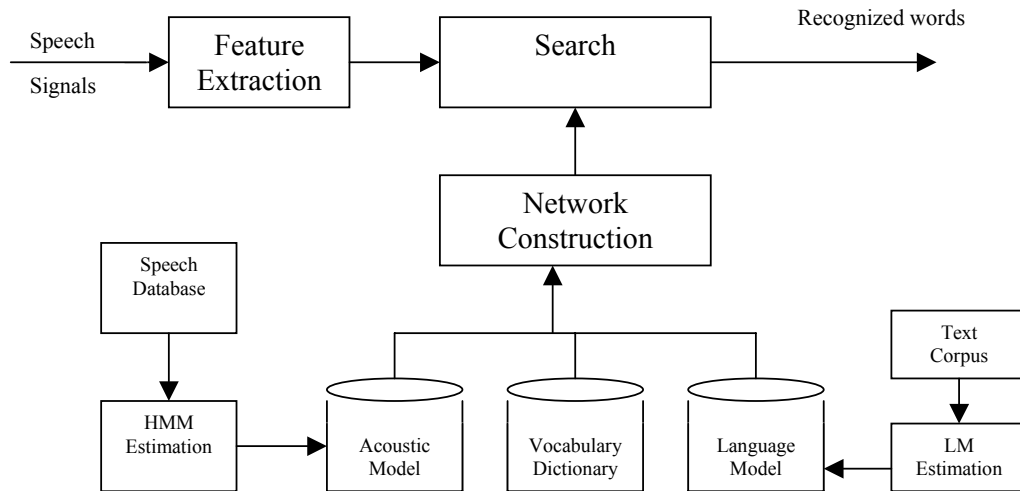 Speech
Signals
Feature
Extraction
Search
Recognized words
Network
Construction
Speech
Database
Text
Corpus
HMM
Estimation
Acoustic
Model
Vocabulary
Dictionary
Language
Model
LM
Estimation